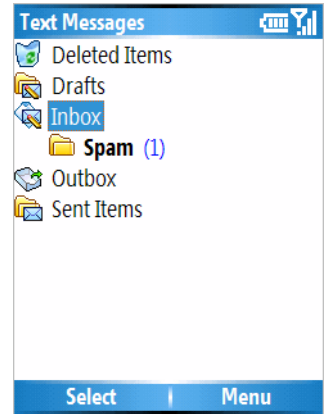 Text Messages
Deleted Items
Drafts
Inbox
Spam (1)
Outbox
Sent Items
Select Menu